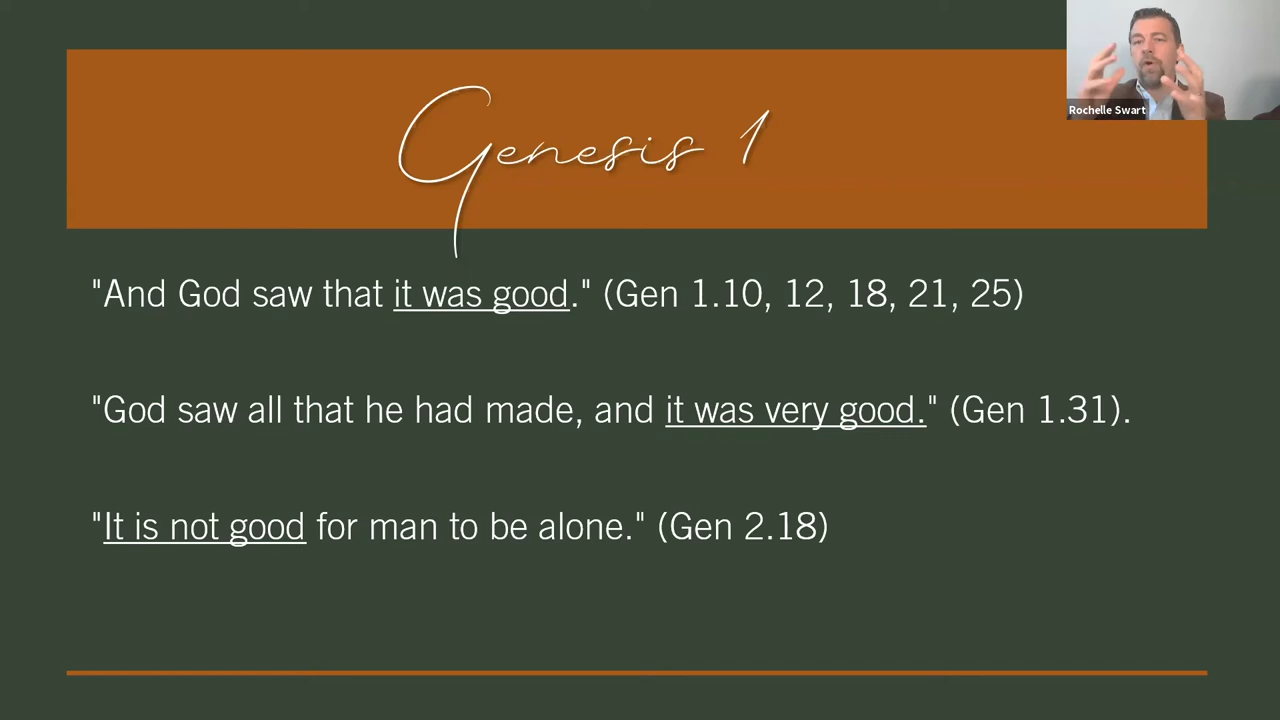 Genesis 1
Rochelle Swart
"And God saw that it was good." (Gen 1.10, 12, 18, 21, 25)
"God saw all that he had made, and it was very good." (Gen 1.31).
"It is not good for man to be alone." (Gen 2.18)